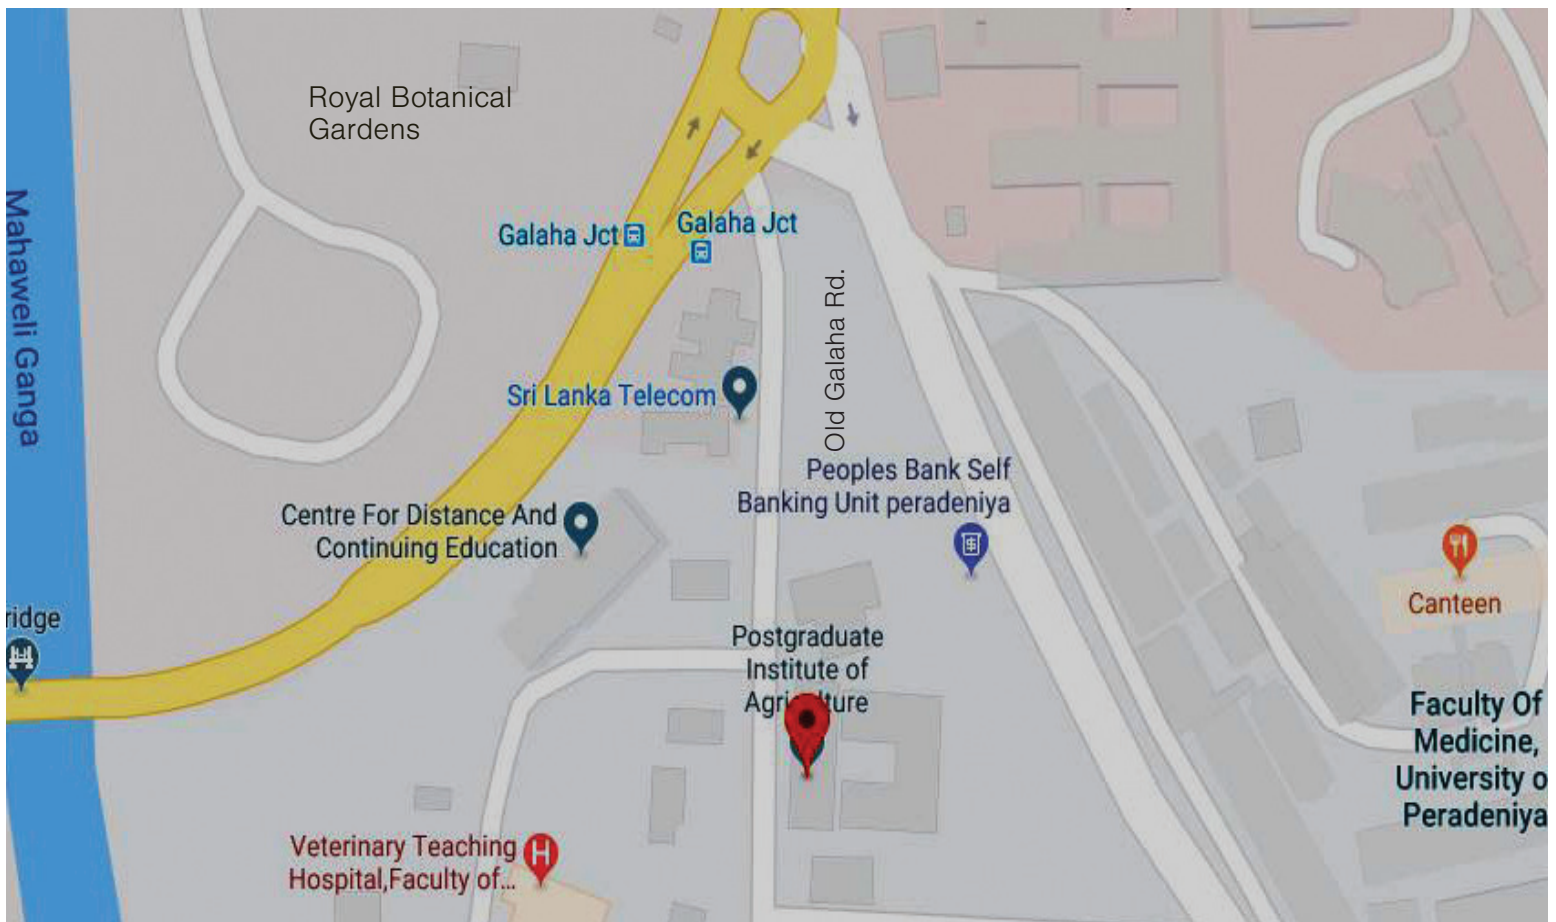 Royal Botanical
Gardens
Mahaweli Ganga
Galaha Jct
Galaha Jct
Old Galaha Rd.
Sri Lanka Telecom
Peoples Bank Self
Banking Unit peradeniya
Centre For Distance And
Continuing Education
Canteen
ridge
Postgraduate
Institute of
Faculty Of
Medicine,
University o
Peradeniya
Veterinary Teaching
Hospital,Faculty of...